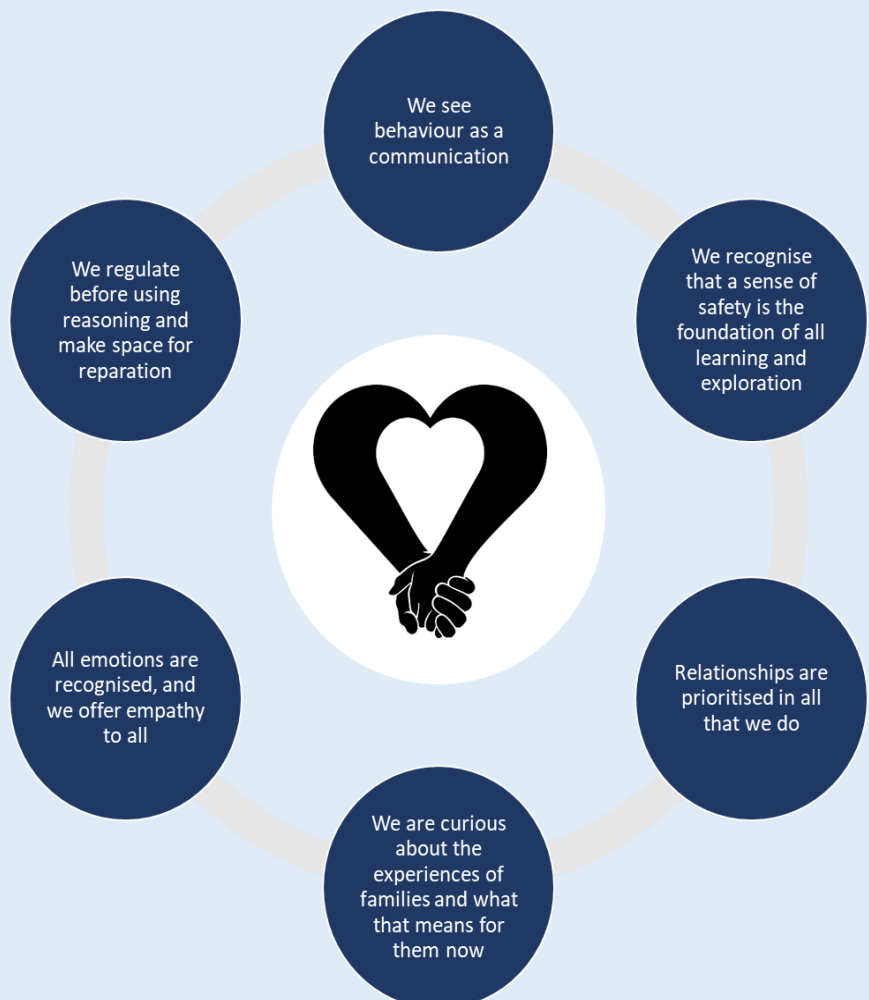 We see
behaviour as a
communication
We recognise
that a sense of
safety is the
foundation of all
learning and
exploration
Relationships are
prioritised in all
that we do
We are curious
about the
experiences of
families and what
that means for
them now
All emotions are
recognised, and
we offer empathy
to all
We regulate
before using
reasoning and
make space for
reparation